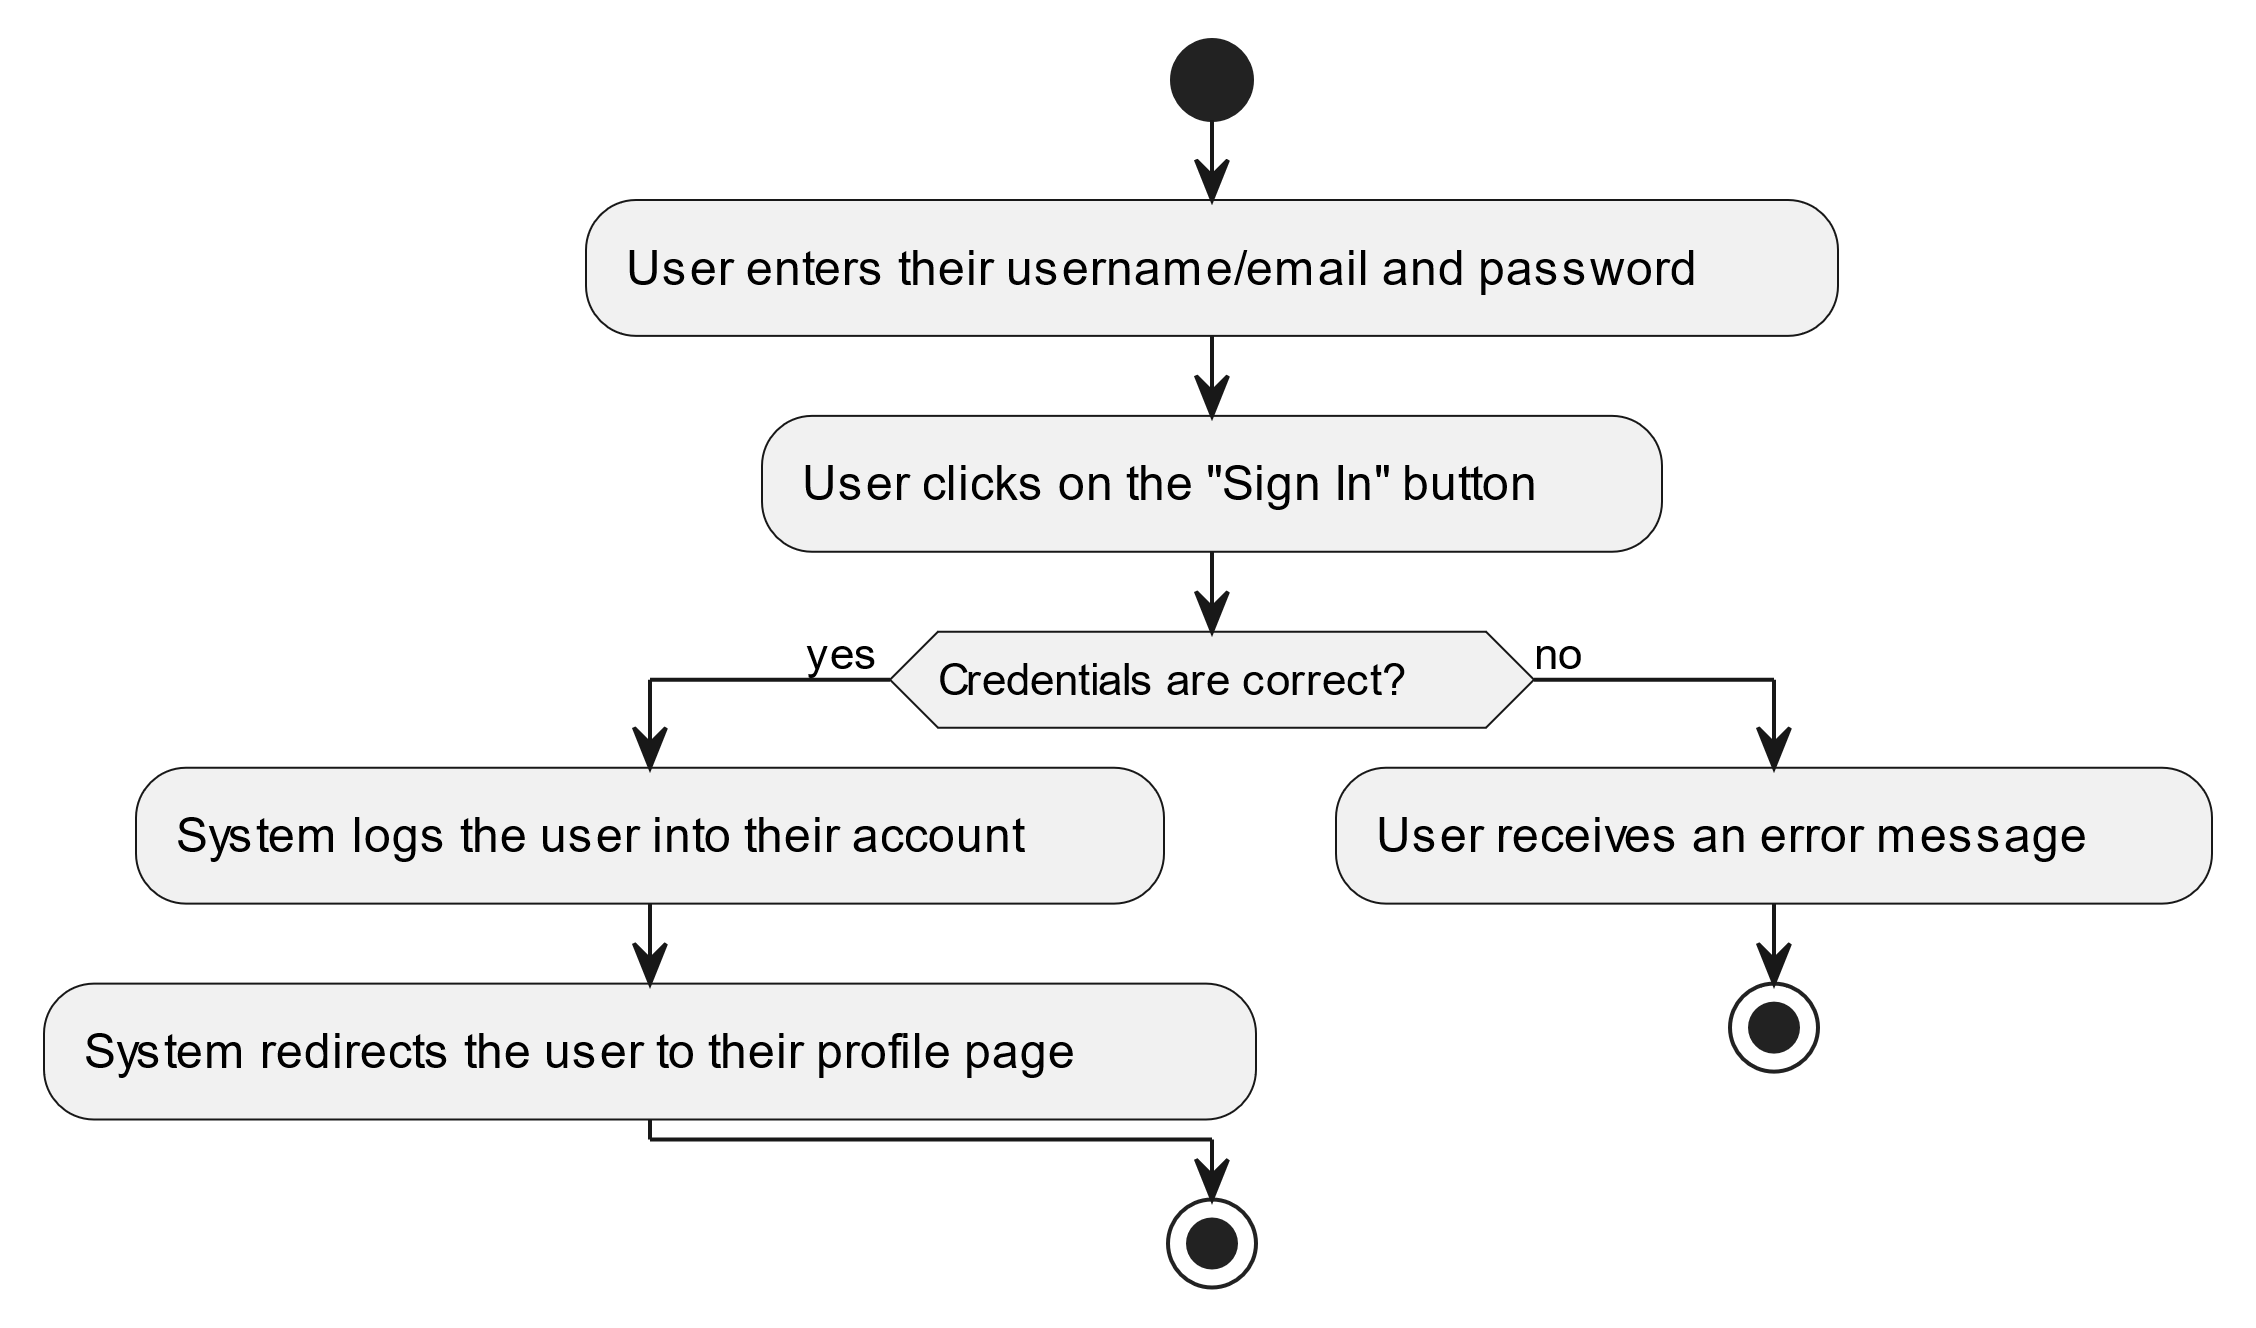 User enters their username/email and password
User clicks on the "Sign In" button
yes
Credentials are correct?
no
System logs the user into their account
User receives an error message
System redirects the user to their profile page